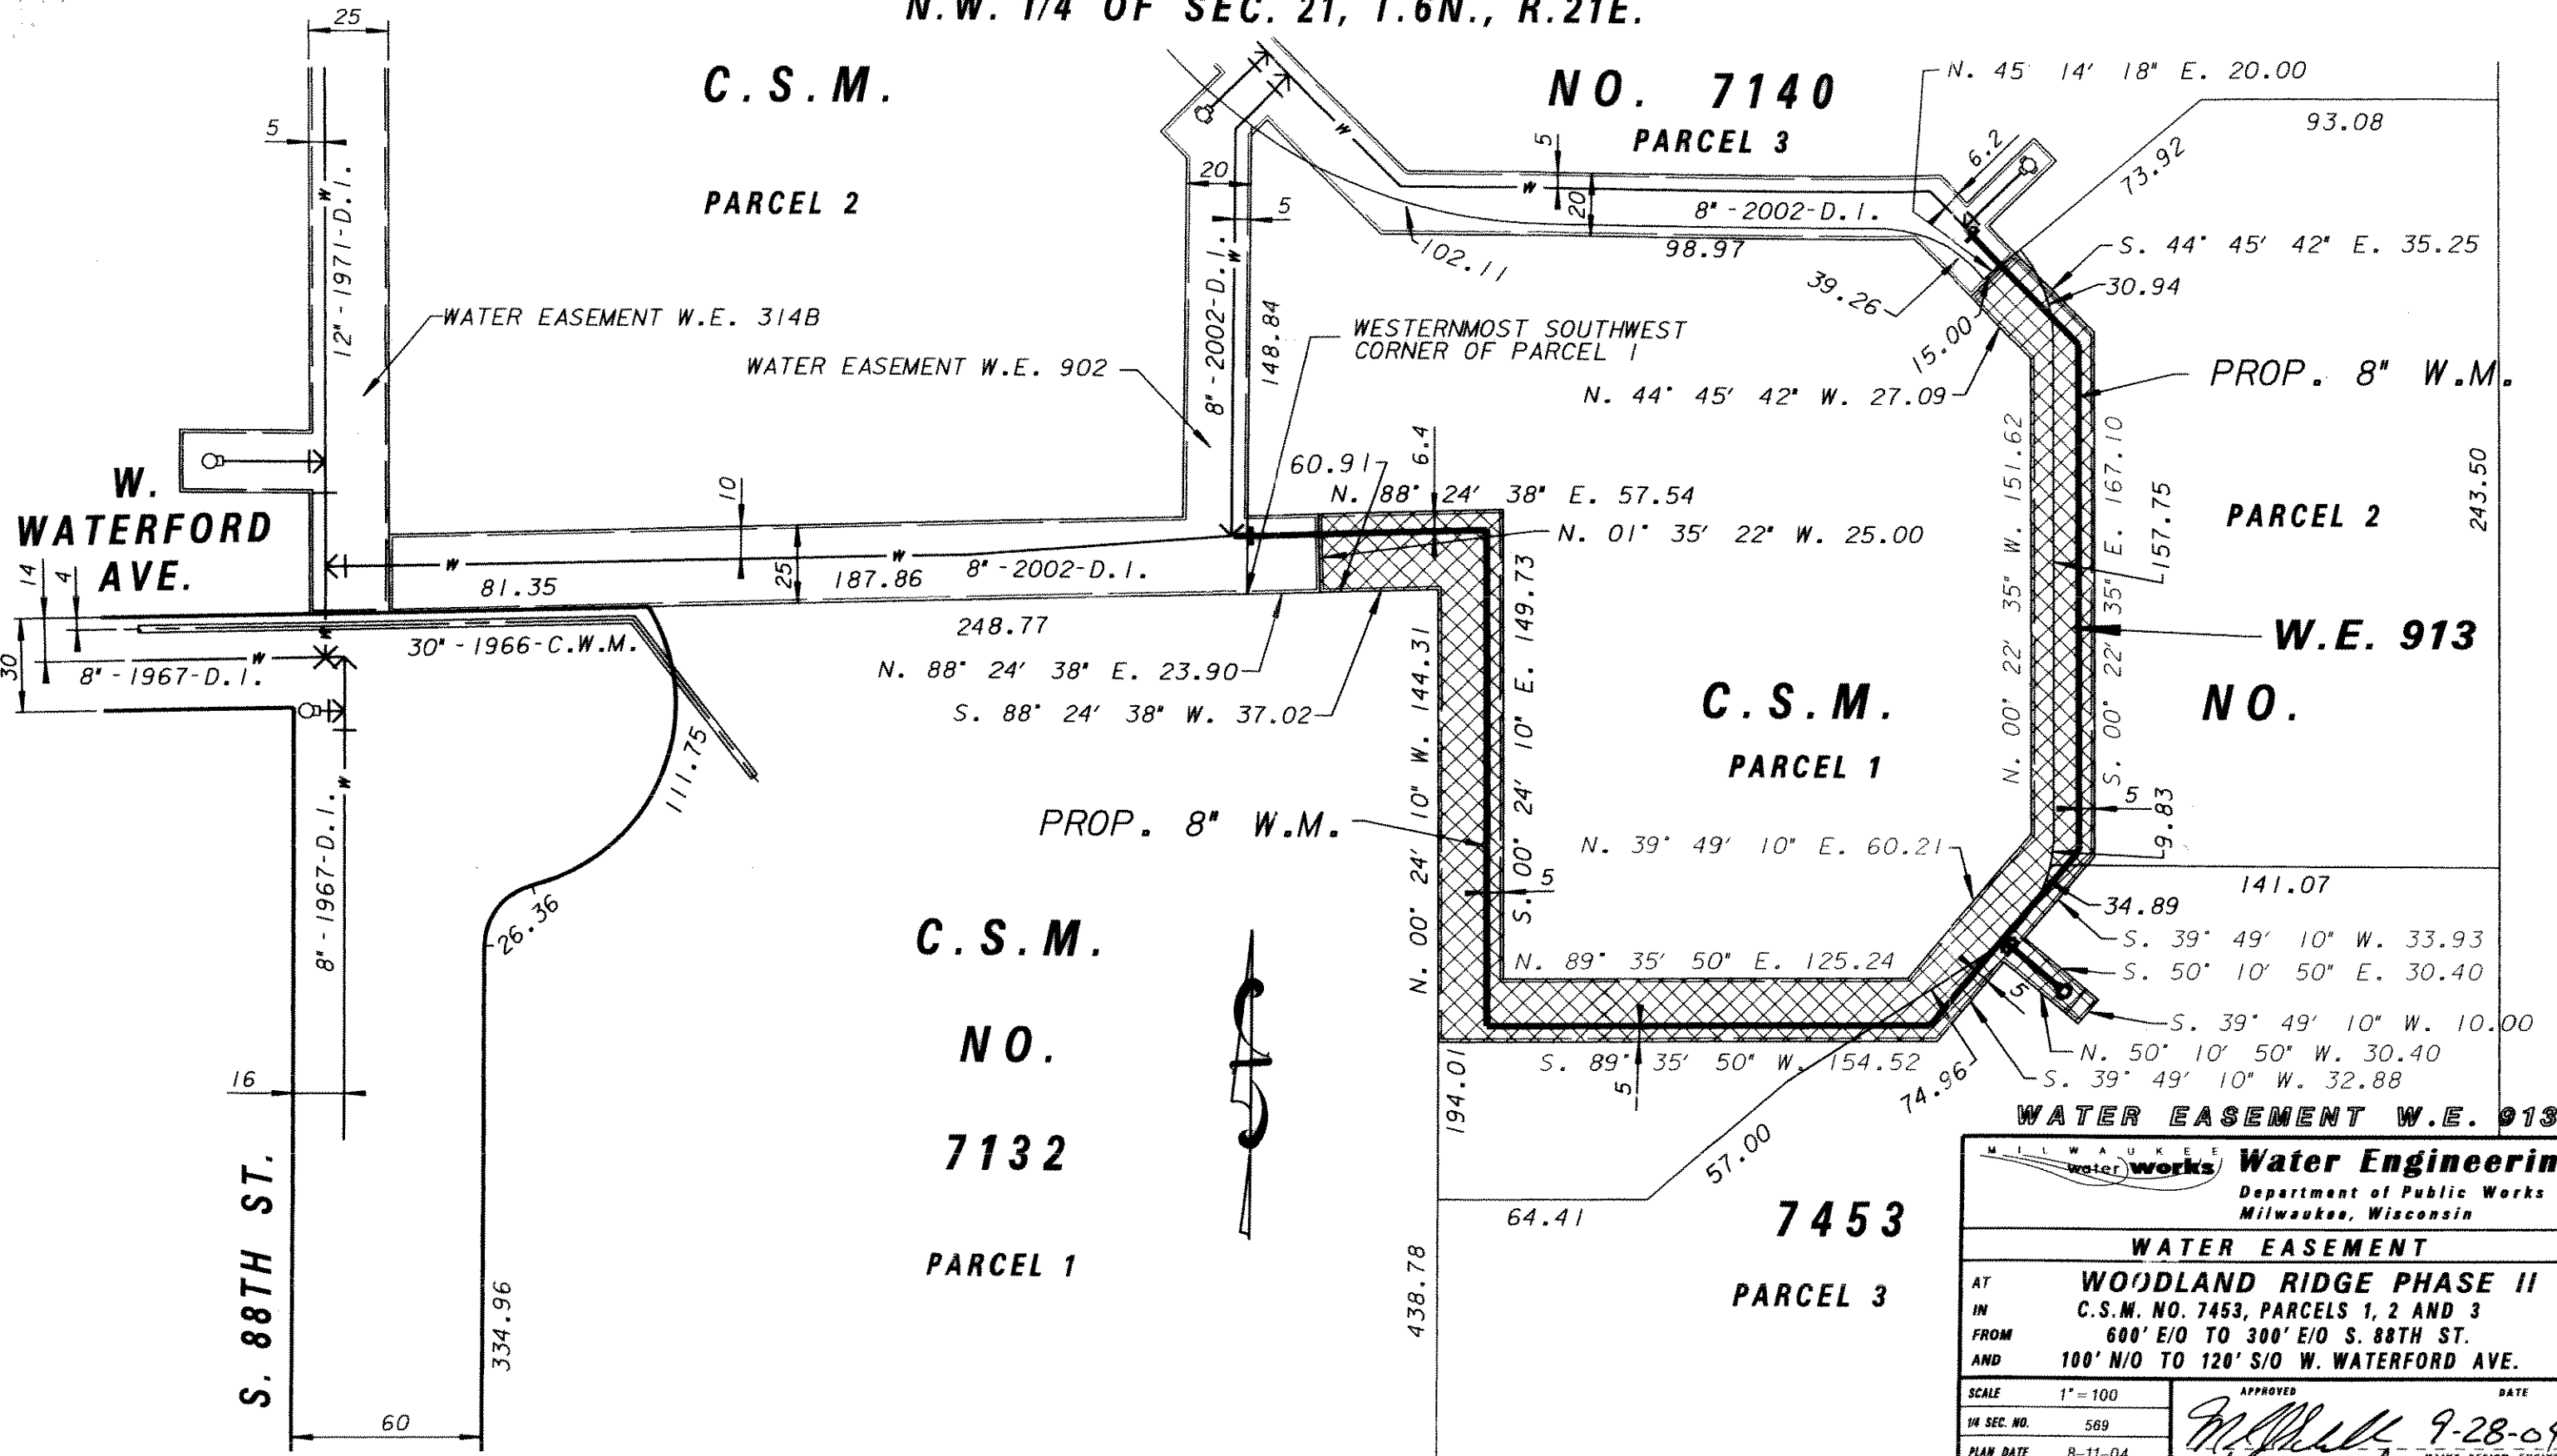 N.W. 1/4 OF SEC. 21, T.6N., R.21E.
25
C.S.M.
PARCEL 2
5
12"-1971-D.I.
WATER EASEMENT W.E. 314B
WATER EASEMENT W.E. 902
20
5
8"-2002-D.I.
148.84
NO. 7140
PARCEL 3
5
20
8"-2002-D.I.
98.97
102.11
N. 45 14' 18" E. 20.00
93.08
6.2
73.92
S. 44° 45' 42" E. 35.25
30.94
39.26
15.00
WESTERNMOST SOUTHWEST
CORNER OF PARCEL 1
N. 44° 45' 42" W. 27.09
PROP. 8" W.M.
W.
WATERFORD
AVE.
14
4
30
10
25
81.35
187.86
8"-2002-D.I.
60.91
6.4
N. 88° 24' 38" E. 57.54
N. 01° 35' 22" W. 25.00
248.77
N. 88° 24' 38" E. 23.90
S. 88° 24' 38" W. 37.02
30"-1966-C.W.M.
8"-1967-D.I.
111.75
26.36
8"-1967-D.I.
16
S. 88TH ST.
334.96
60
N. 00° 24' 10" W. 144.31
S. 00° 24' 10" E. 149.73
5
PROP. 8" W.M.
C.S.M.
PARCEL 1
N. 00° 22' 35" W. 151.62
S. 00° 22' 35" E. 167.10
157.75
PARCEL 2
243.50
W.E. 913
NO.
5
9.83
N. 39° 49' 10" E. 60.21
141.07
34.89
S. 39° 49' 10" W. 33.93
S. 50° 10' 50" E. 30.40
S. 39° 49' 10" W. 10.00
N. 50° 10' 50" W. 30.40
S. 39° 49' 10" W. 32.88
5
N. 89° 35' 50" E. 125.24
S. 89° 35' 50" W. 154.52
5
74.96
57.00
194.01
64.41
438.78
C.S.M.
NO.
7132
PARCEL 1
7453
PARCEL 3
WATER EASEMENT W.E. 913
MILWAUKEE
water works
Water Engineerin
Department of Public Works
Milwaukee, Wisconsin
WATER EASEMENT
AT WOODLAND RIDGE PHASE II
IN C.S.M. NO. 7453, PARCELS 1, 2 AND 3
FROM 600' E/O TO 300' E/O S. 88TH ST.
AND 100' N/O TO 120' S/O W. WATERFORD AVE.
SCALE 1"=100
APPROVED DATE
1/4 SEC. NO. 569
9-28-04
PLAN DATE 8-11-04